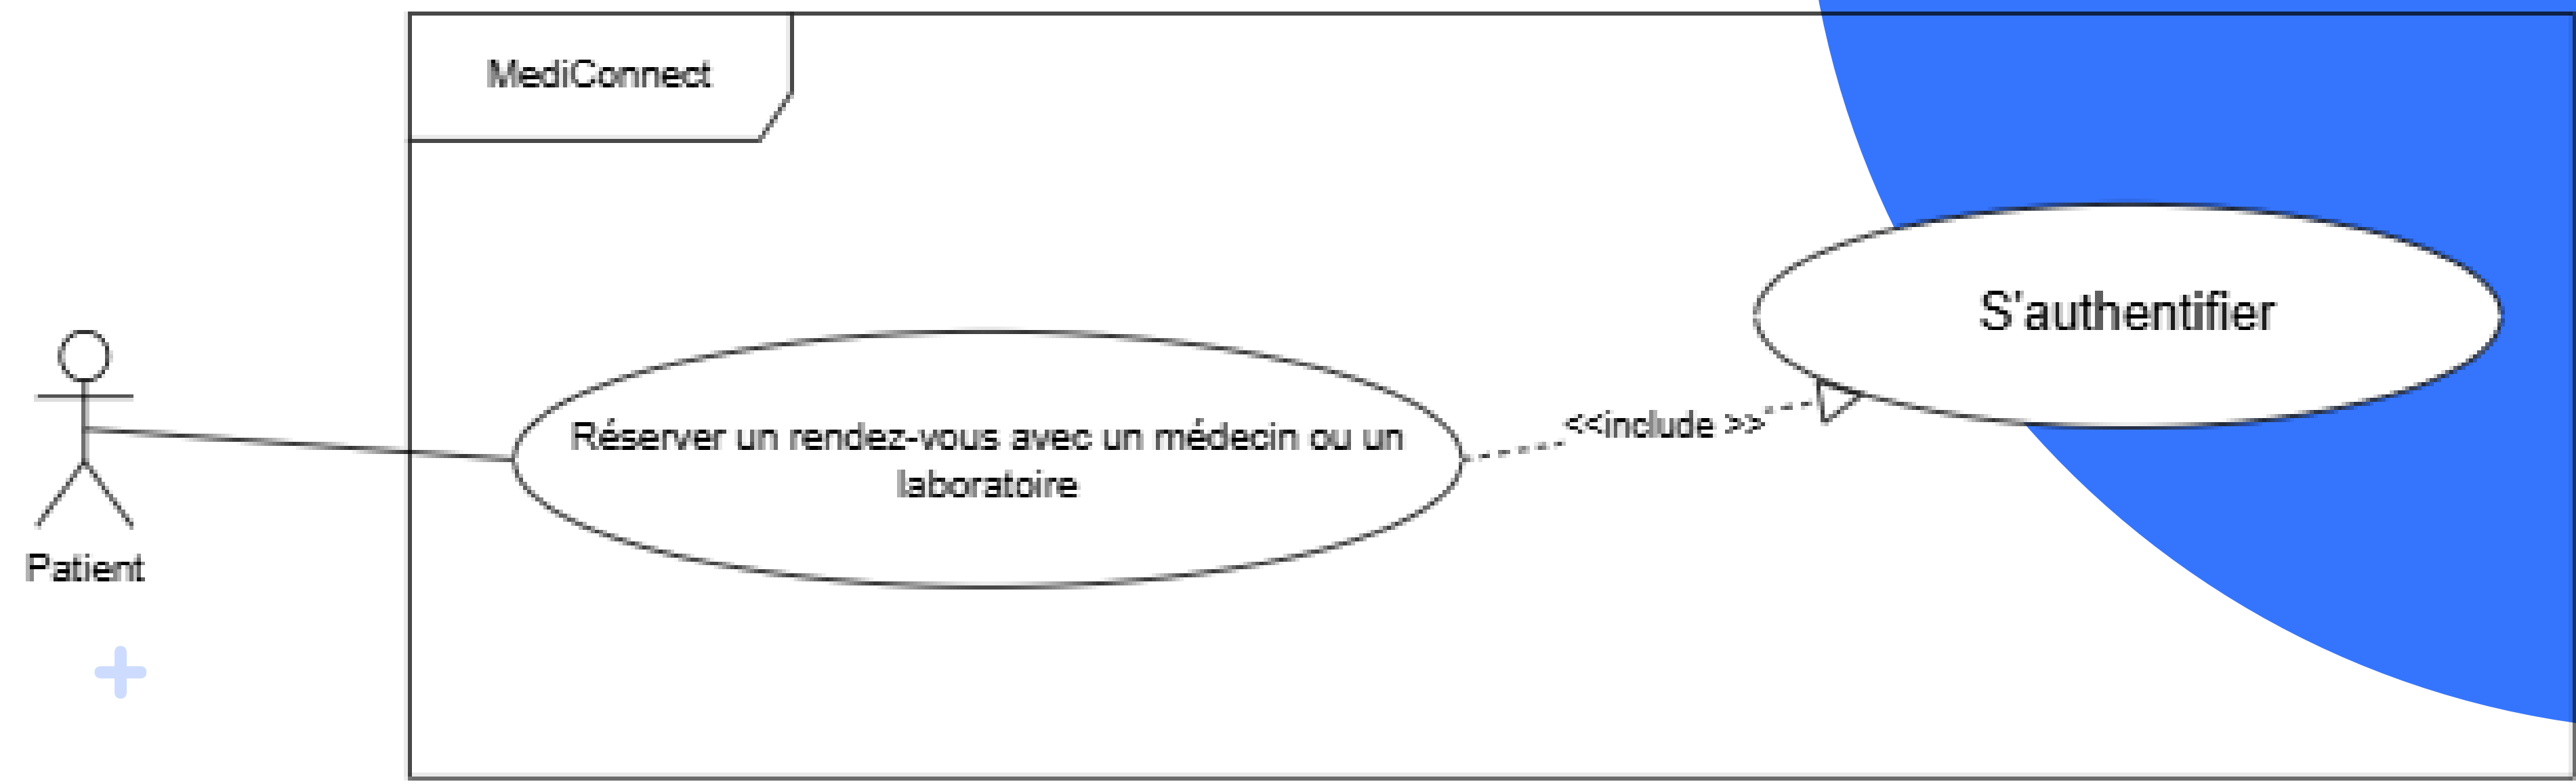 MediConnect
S'authentifier
<<include >>
Réserver un rendez-vous avec un médecin ou un
laboratoire
Patient